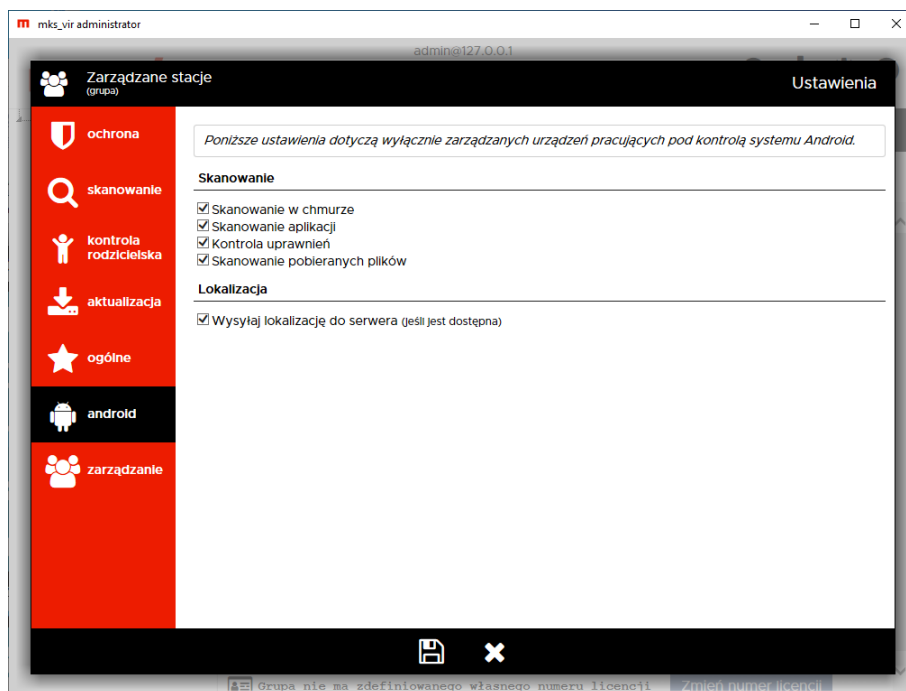 mks_vir administrator
admin@127.0.0.1
Zarządzane stacje
(grupa)
Ustawienia
ochrona
skanowanie
kontrola
rodzicielska
aktualizacja
ogólne
android
zarządzanie
Poniższe ustawienia dotyczą wyłącznie zarządzanych urządzeń pracujących pod kontrolą systemu Android.
Skanowanie
Skanowanie w chmurze
Skanowanie aplikacji
Kontrola uprawnień
Skanowanie pobieranych plików
Lokalizacja
Wysyłaj lokalizację do serwera (jeśli jest dostępna)
Grupa nie ma zdefiniowanego własnego numeru licencji
Zmień numer licencji